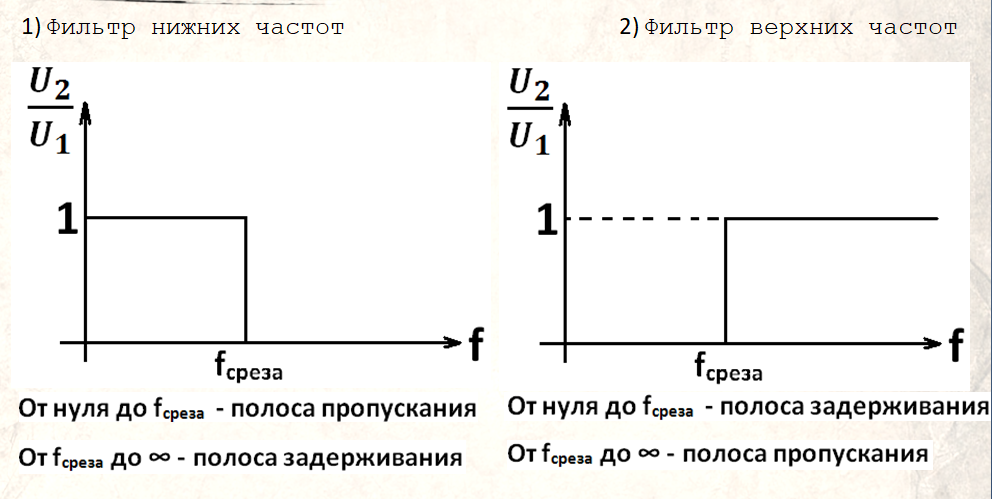 1) Фильтр нижних частот
U₂
U₁
1
f
fсреза
От нуля до fсреза - полоса пропускания
От fсреза до ∞ - полоса задерживания
2) Фильтр верхних частот
U₂
U₁
1
f
fсреза
От нуля до fсреза - полоса задерживания
От fсреза до ∞ - полоса пропускания